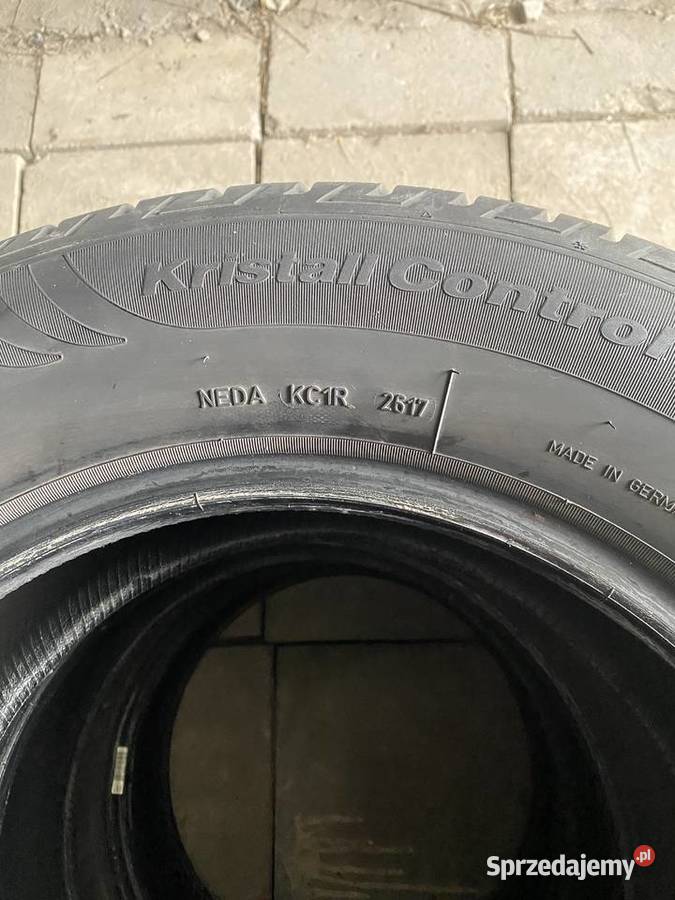 Kristall Control
NEDA KC1R 2617
MADE IN GERM
Sprzedajemy.pl